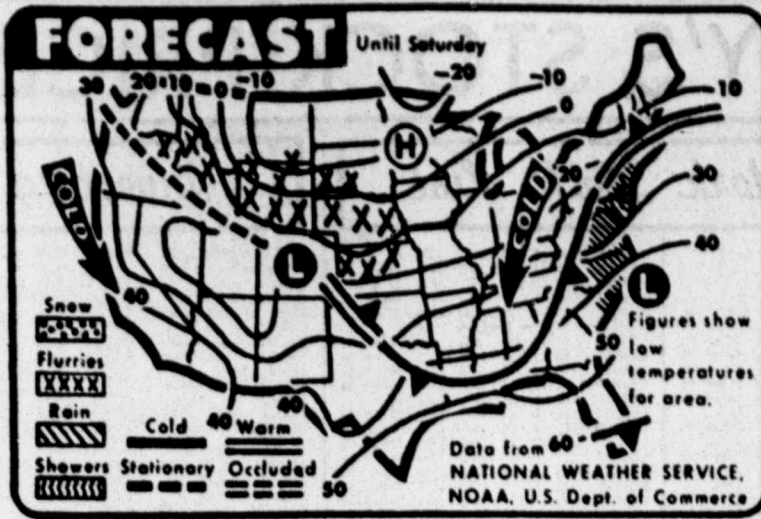 FORECAST
Until Saturday
30 20 10 0 -10
-20
-10
0
10
H
COLD
COLD
20
30
40
L
L
40
Snow
Flurries
Rain
Showers
Cold
Warm
Stationary
Occluded
40
40
50
Figures show
low
temperatures
for area.
50
60
Data from
NATIONAL WEATHER SERVICE,
NOAA, U.S. Dept. of Commerce